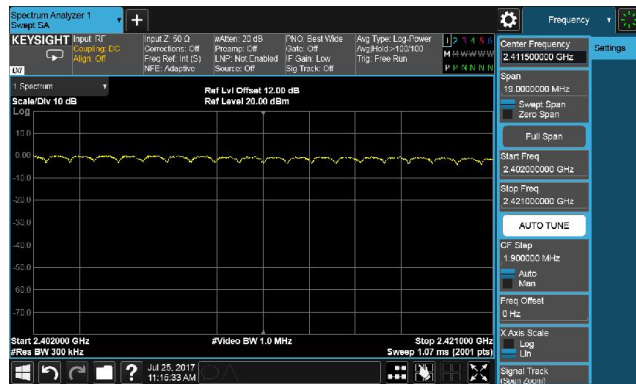 Spectrum Analyzer 1
Swept SA
+
Frequency
KEYSIGHT
Input: RF
Coupling: DC
Align: Off
Input Z: 50 Ω
Corrections: Off
Freq Ref: Int (S)
NFE: Adaptive
#Atten: 20 dB
Preamp: Off
LNP: Not Enabled
Source: Off
PNO: Best Wide
Gate: Off
IF Gain: Low
Sig Track: Off
Avg Type: Log-Power
Avg|Hold:>100/100
Trig: Free Run
1 2 3 4 5 6
M W W W W W
P P N N N N
LXI
1 Spectrum
Scale/Div 10 dB
Log
Ref Lvl Offset 12.00 dB
Ref Level 20.00 dBm
10.0
0.00
-10.0
-20.0
-30.0
-40.0
-50.0
-60.0
-70.0
Start 2.402000 GHz
#Res BW 300 kHz
#Video BW 1.0 MHz
Stop 2.421000 GHz
Sweep 1.07 ms (2001 pts)
?
Jul 25, 2017
11:16:33 AM
Center Frequency
2.411500000 GHz
Settings
Span
19.0000000 MHz
Swept Span
Zero Span
Full Span
Start Freq
2.402000000 GHz
Stop Freq
2.421000000 GHz
AUTO TUNE
CF Step
1.900000 MHz
Auto
Man
Freq Offset
0 Hz
X Axis Scale
Log
Lin
Signal Track
(Span Zoom)